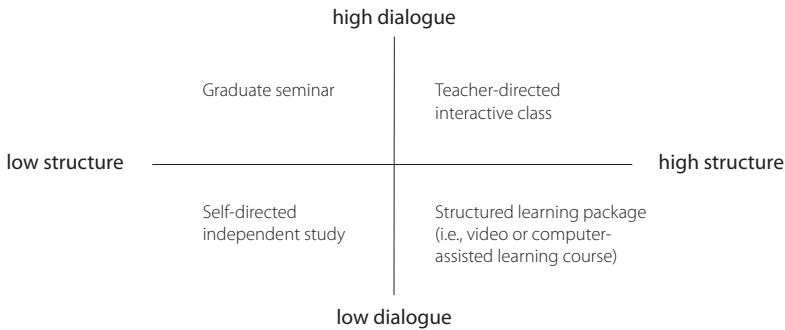 high dialogue
Graduate seminar
Teacher-directed
interactive class
low structure
high structure
Self-directed
independent study
Structured learning package
(i.e., video or computer-
assisted learning course)
low dialogue